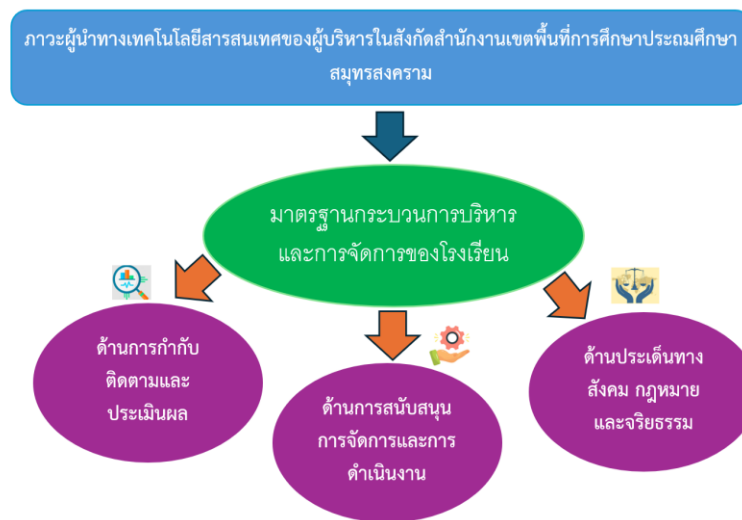 ภาวะผู้นำทางเทคโนโลยีสารสนเทศของผู้บริหารในสังกัดสำนักงานเขตพื้นที่การศึกษาประถมศึกษา
สมุทรสงคราม
มาตรฐานกระบวนการบริหาร
และการจัดการของโรงเรียน
ด้านการกำกับ
ติดตามและ
ประเมินผล
ด้านการสนับสนุน
การจัดการและการ
ดำเนินงาน
ด้านประเด็นทาง
สังคม กฎหมาย
และจริยธรรม